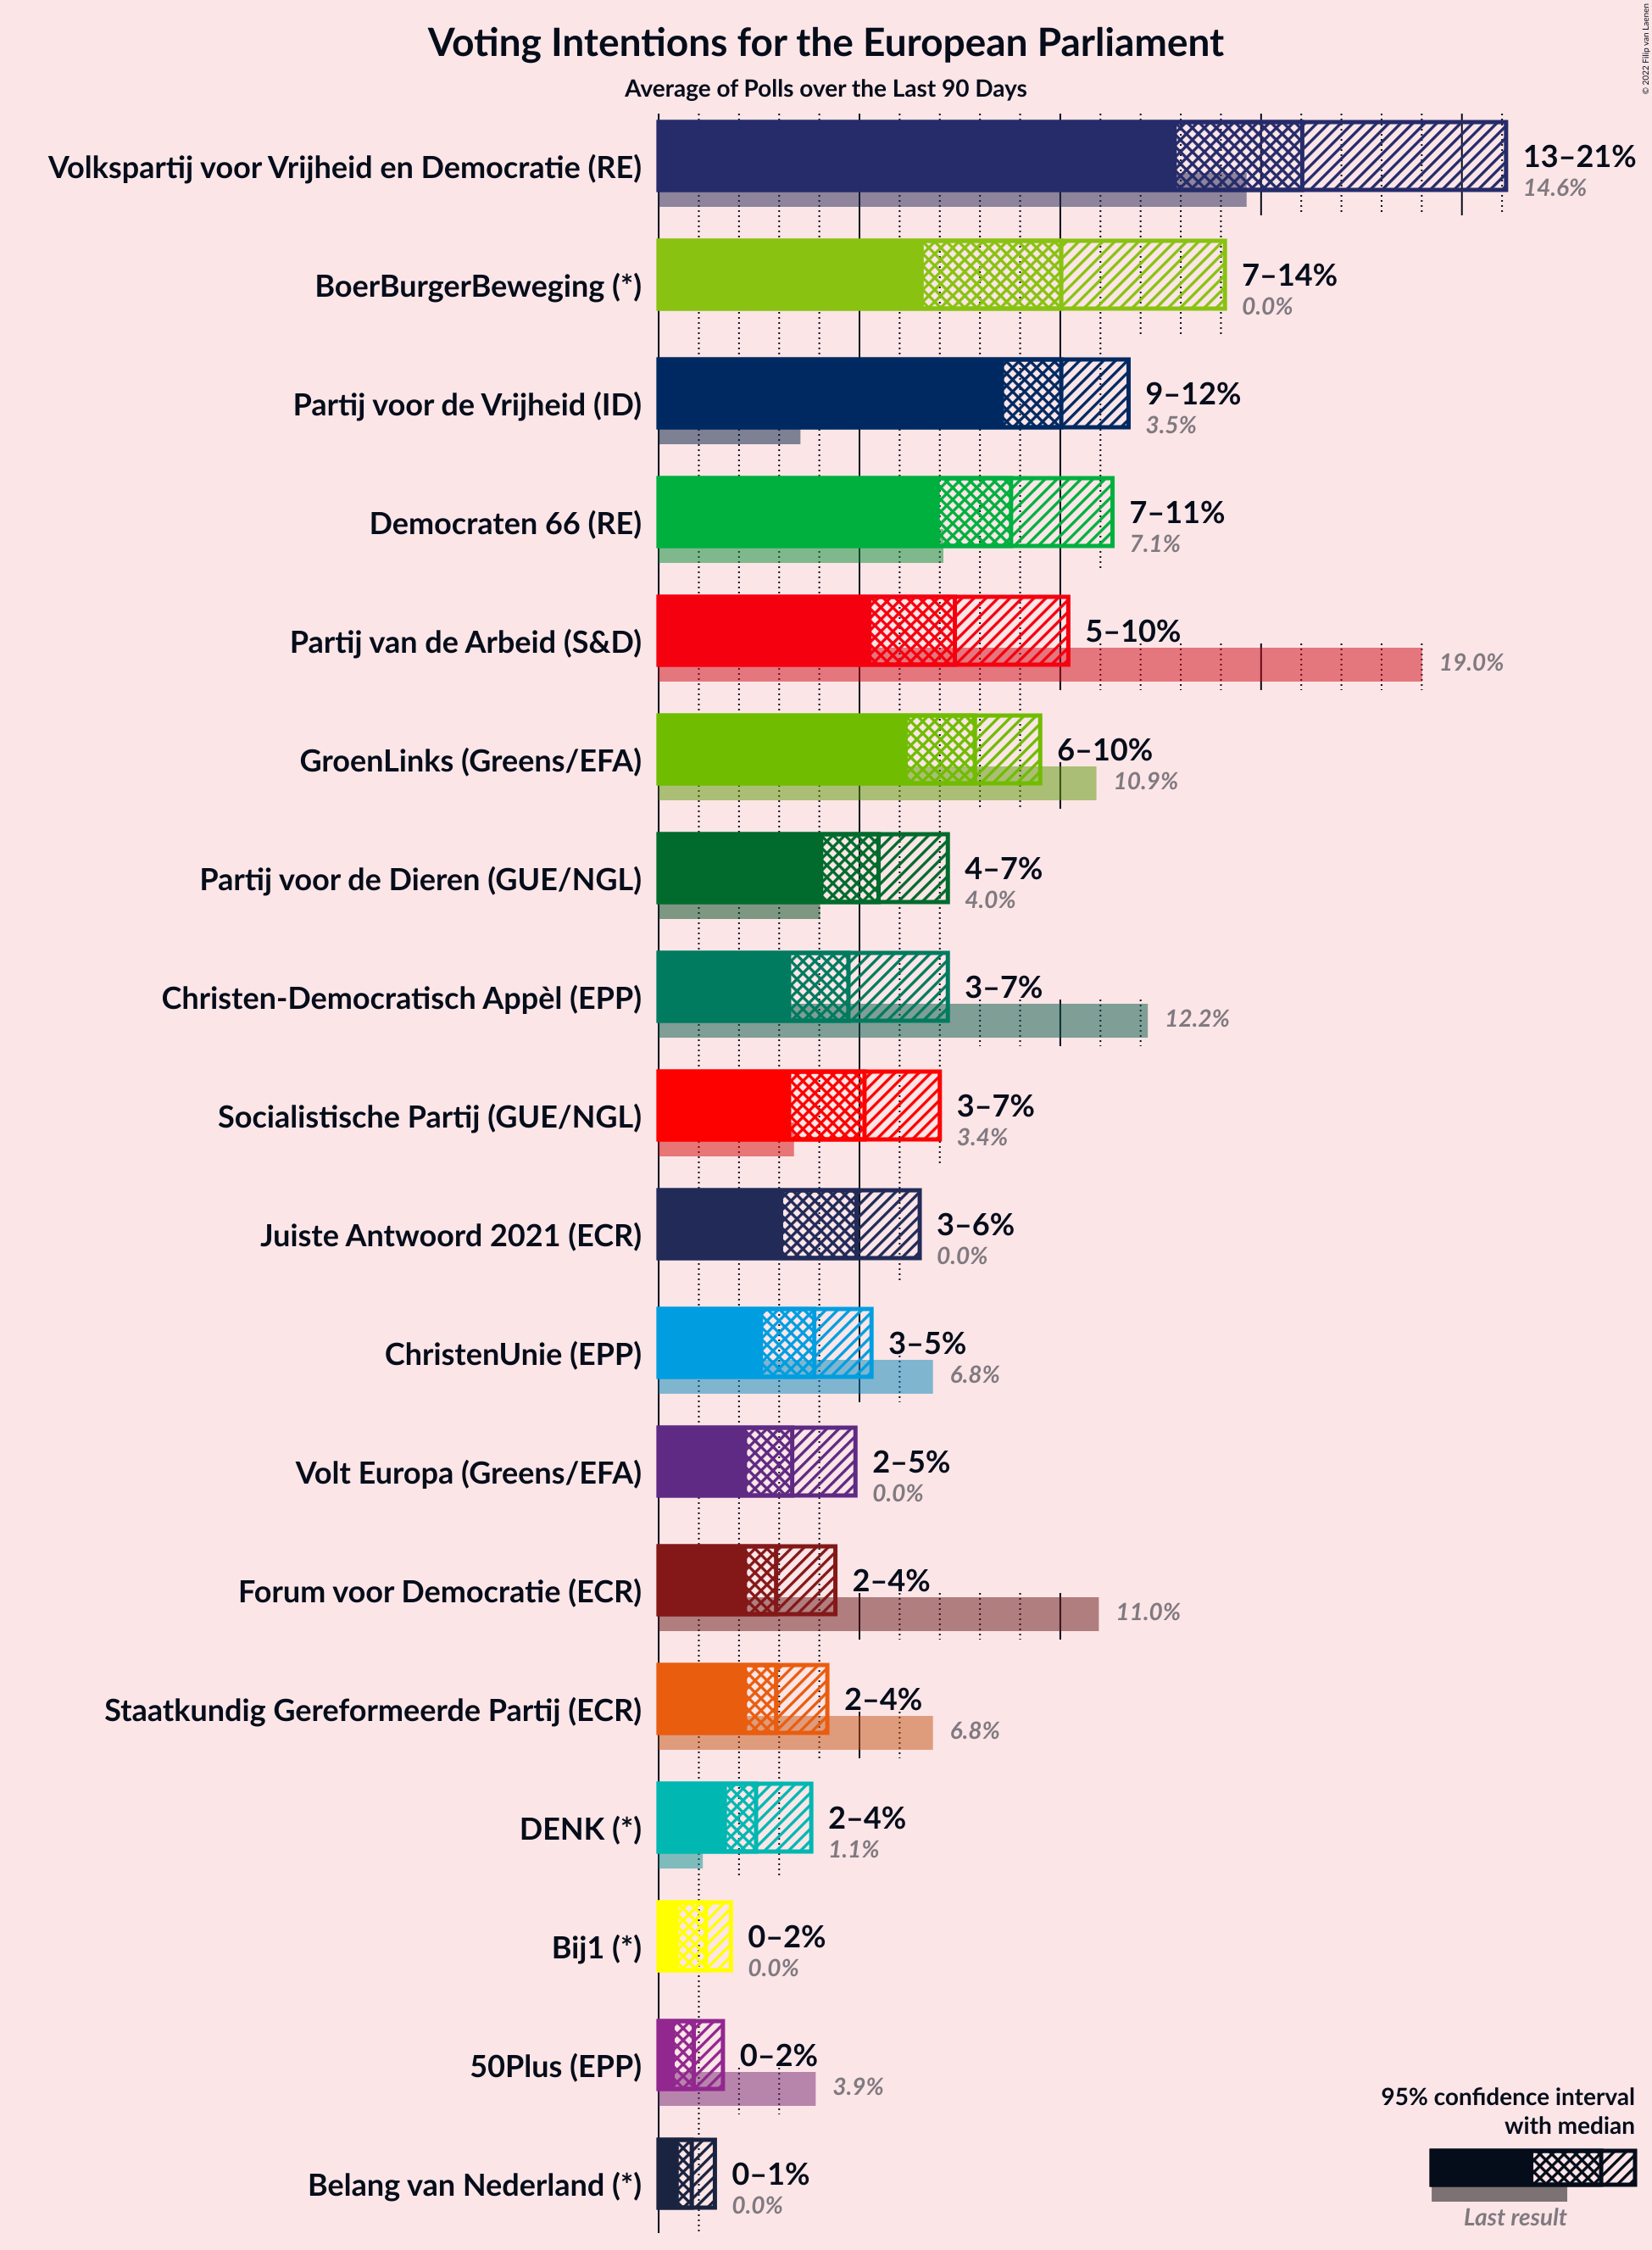 © 2022 Filip van Laenen
Voting Intentions for the European Parliament
Average of Polls over the Last 90 Days
Volkspartij voor Vrijheid en Democratie (RE)
13–21%
14.6%
BoerBurgerBeweging (*)
7–14%
0.0%
Partij voor de Vrijheid (ID)
9–12%
3.5%
Democraten 66 (RE)
7–11%
7.1%
Partij van de Arbeid (S&D)
5–10%
19.0%
GroenLinks (Greens/EFA)
6–10%
10.9%
Partij voor de Dieren (GUE/NGL)
4–7%
4.0%
Christen-Democratisch Appèl (EPP)
3–7%
12.2%
Socialistische Partij (GUE/NGL)
3–7%
3.4%
Juiste Antwoord 2021 (ECR)
3–6%
0.0%
ChristenUnie (EPP)
3–5%
6.8%
Volt Europa (Greens/EFA)
2–5%
0.0%
Forum voor Democratie (ECR)
2–4%
11.0%
Staatkundig Gereformeerde Partij (ECR)
2–4%
6.8%
DENK (*)
2–4%
1.1%
Bij1 (*)
0–2%
0.0%
50Plus (EPP)
0–2%
3.9%
Belang van Nederland (*)
0–1%
0.0%
95% confidence interval
with median
Last result